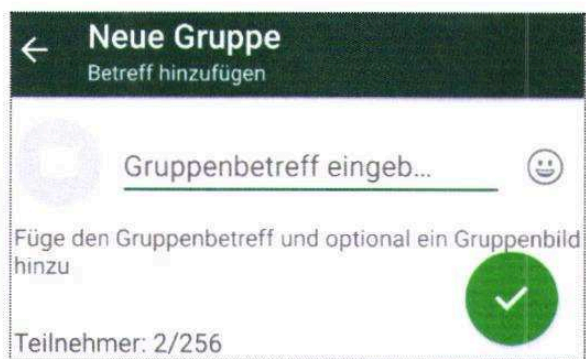 Neue Gruppe
Betreff hinzufügen
Gruppenbetreff eingeb...
Füge den Gruppenbetreff und optional ein Gruppenbild
hinzu
Teilnehmer: 2/256